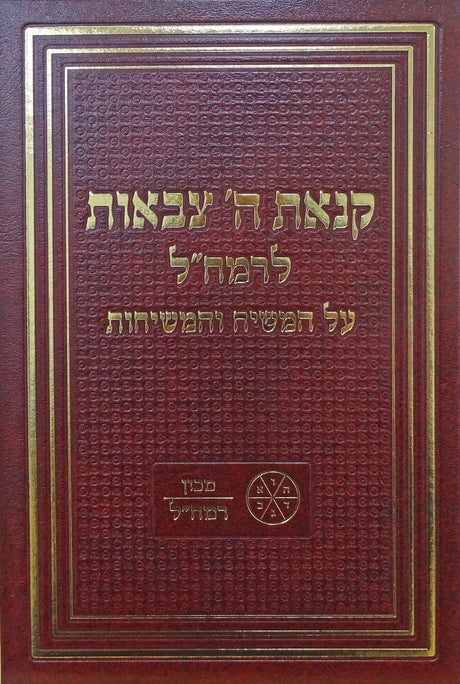 קנאת ה' צבאות
לרמח"ל
על המשיח והמשיחות
מכון
רמח"ל
א ב ג ד ה ו